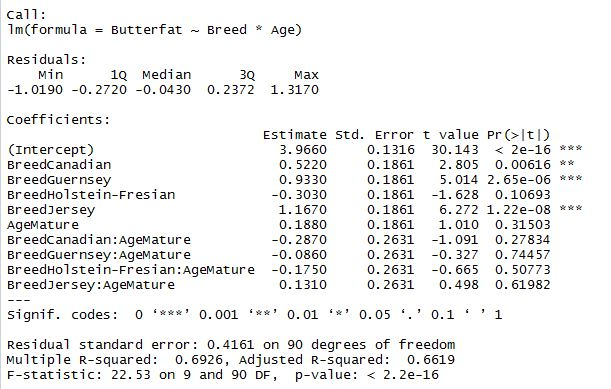 Call:
lm(formula = Butterfat ~ Breed * Age)
Residuals:
Min 1Q Median 3Q Max
-1.0190 -0.2720 -0.0430 0.2372 1.3170
Coefficients:
Estimate Std. Error t value Pr(>|t|)
(Intercept) 3.9660 0.1316 30.143 < 2e-16 ***
BreedCanadian 0.5220 0.1861 2.805 0.00616 **
BreedGuernsey 0.9330 0.1861 5.014 2.65e-06 ***
BreedHolstein-Fresian -0.3030 0.1861 -1.628 0.10693
BreedJersey 1.1670 0.1861 6.272 1.22e-08 ***
AgeMature 0.1880 0.1861 1.010 0.31503
BreedCanadian:AgeMature -0.2870 0.2631 -1.091 0.27834
BreedGuernsey:AgeMature -0.0860 0.2631 -0.327 0.74457
BreedHolstein-Fresian:AgeMature -0.1750 0.2631 -0.665 0.50773
BreedJersey:AgeMature 0.1310 0.2631 0.498 0.61982
---
Signif. codes: 0 ‘***’ 0.001 ‘**’ 0.01 ‘*’ 0.05 ‘.’ 0.1 ‘ ’ 1
Residual standard error: 0.4161 on 90 degrees of freedom
Multiple R-squared: 0.6926, Adjusted R-squared: 0.6619
F-statistic: 22.53 on 9 and 90 DF, p-value: < 2.2e-16